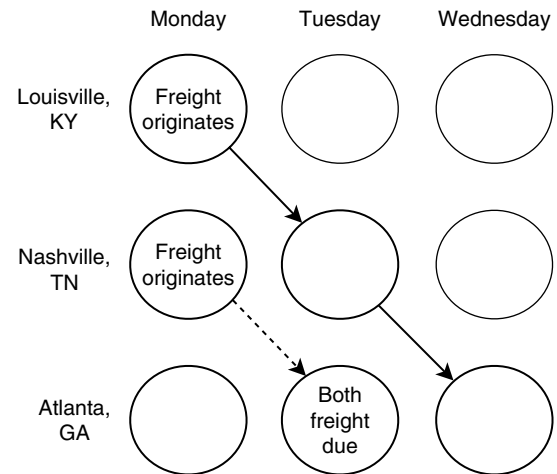 Monday Tuesday Wednesday
Louisville,
KY
Freight
originates
Nashville,
TN
Freight
originates
Atlanta,
GA
Both
freight
due